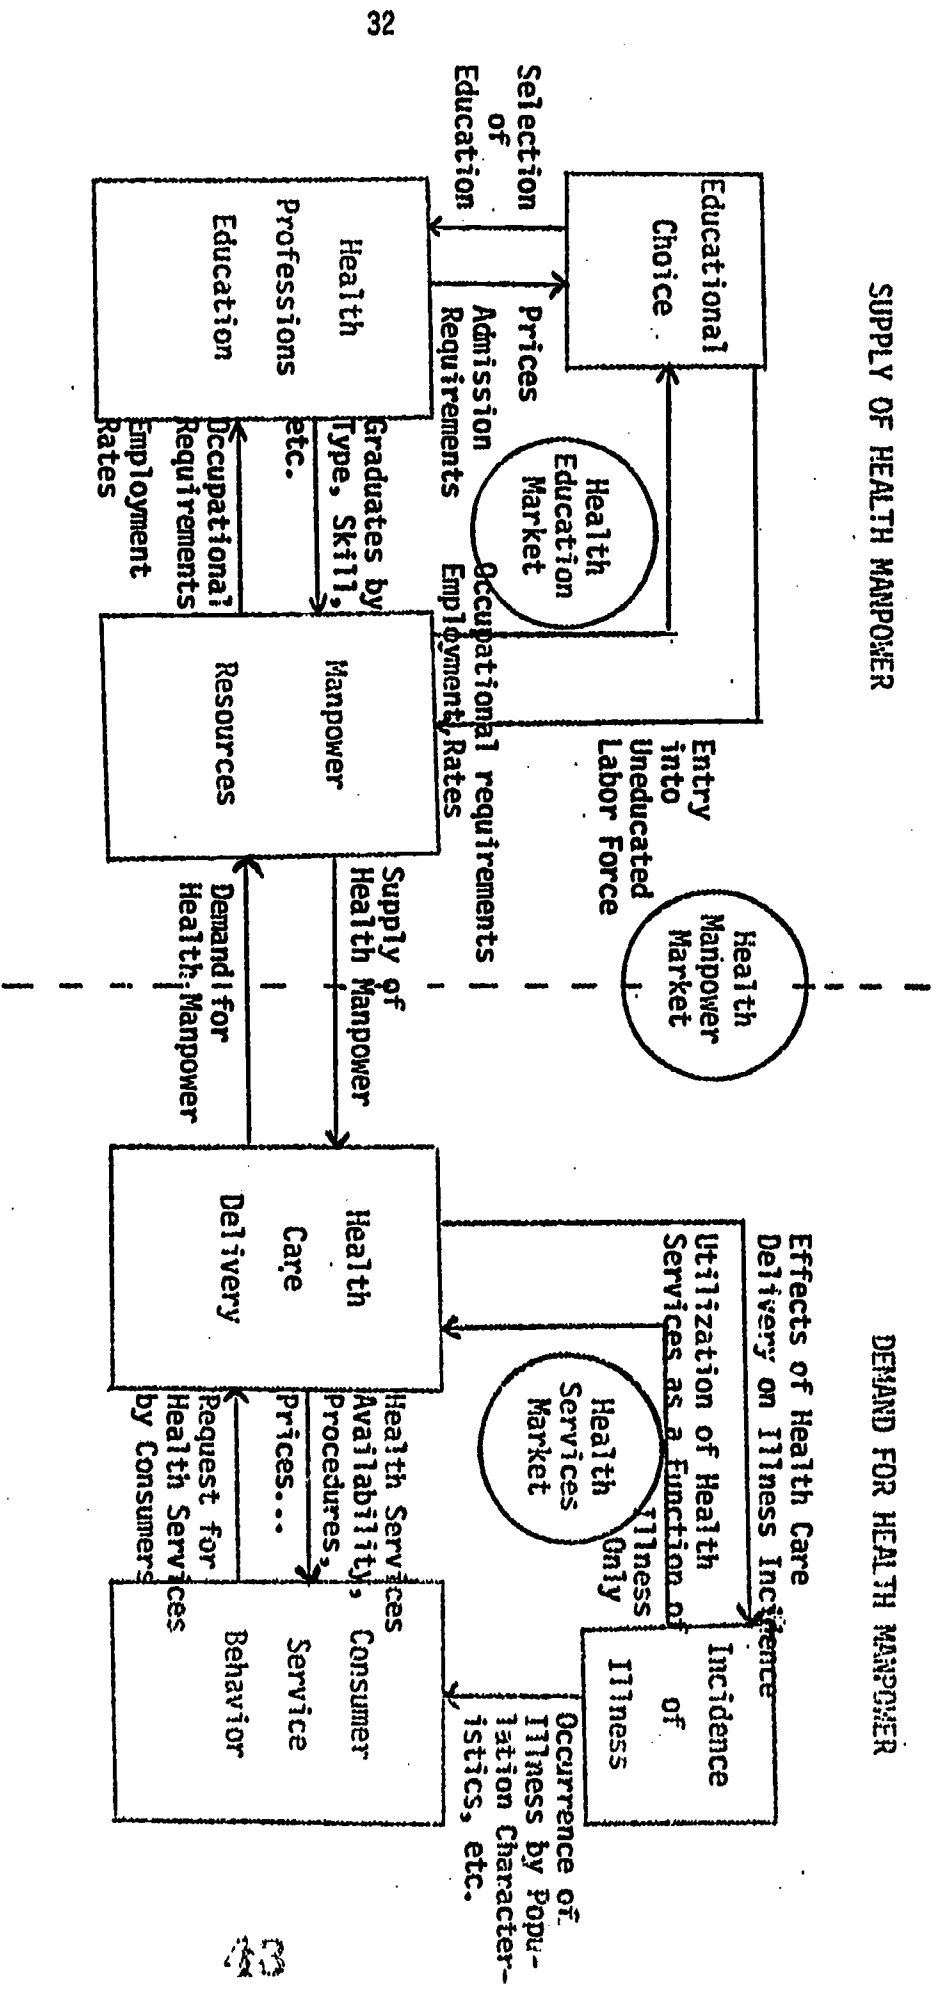 32
SUPPLY OF HEALTH MANPOWER
DEMAND FOR HEALTH MANPOWER
Educational
Choice
Selection
of
Education
Prices
Admission
Requirements
Health
Education
Market
Health
Professions
Education
Graduates by
Type, Skill,
etc.
Occupational
Requirements
Employment
Rates
Occupational requirements
Employment Rates
Entry
into
Uneducated
Labor Force
Manpower
Resources
Health
Manpower
Market
Supply of
Health Manpower
Demand for
Health Manpower
Health
Care
Delivery
Effects of Health Care
Delivery on Illness Incidence
Utilization of Health
Services as a Function of
Illness
Only
Health
Services
Market
Incidence
of
Illness
Health Services
Availability,
Procedures,
Prices...
Request for
Health Services
by Consumers
Consumer
Service
Behavior
Occurrence of
Illness by Popu-
lation Character-
istics, etc.
43